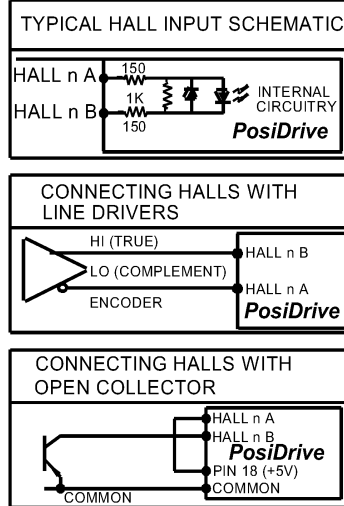 TYPICAL HALL INPUT SCHEMATIC
HALL n A
150
HALL n B
1K
150
INTERNAL
CIRCUITRY
PosiDrive
CONNECTING HALLS WITH
LINE DRIVERS
HI (TRUE)
HALL n B
LO (COMPLEMENT)
HALL n A
ENCODER
PosiDrive
CONNECTING HALLS WITH
OPEN COLLECTOR
HALL n A
HALL n B
PosiDrive
PIN 18 (+5V)
COMMON
COMMON